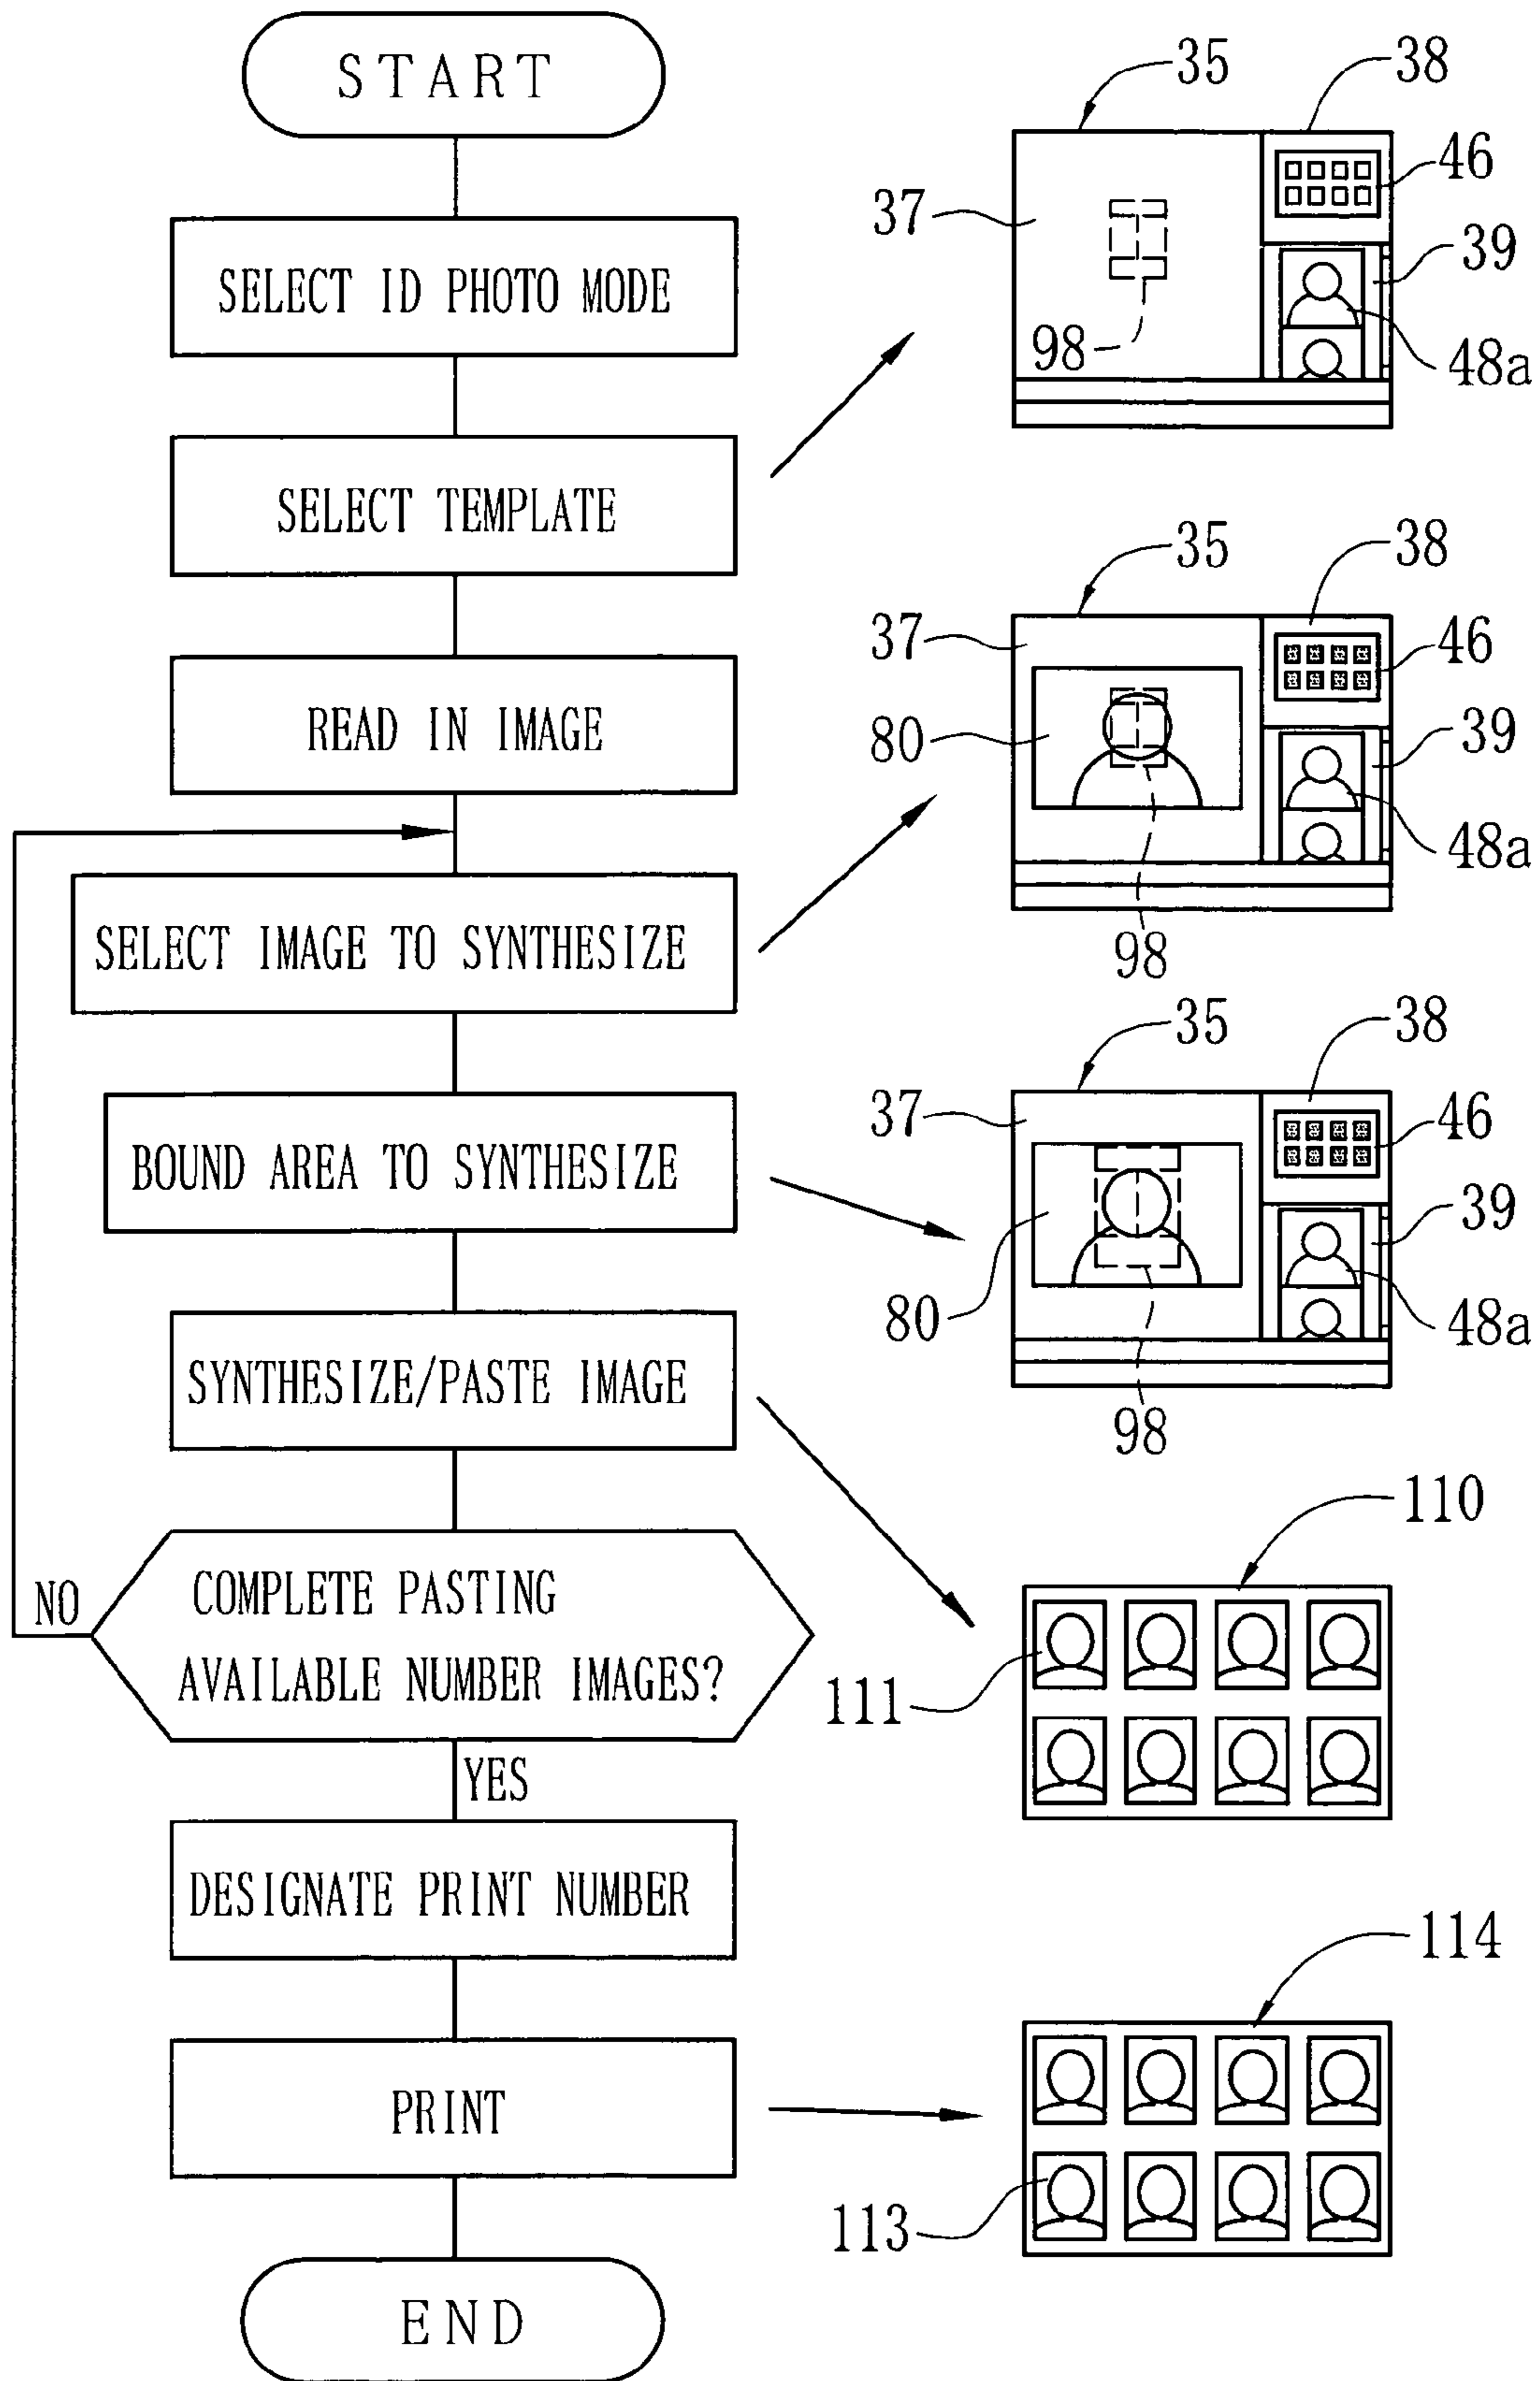 START
SELECT ID PHOTO MODE
SELECT TEMPLATE
READ IN IMAGE
SELECT IMAGE TO SYNTHESIZE
BOUND AREA TO SYNTHESIZE
SYNTHESIZE/PASTE IMAGE
COMPLETE PASTING
AVAILABLE NUMBER IMAGES?
NO
YES
DESIGNATE PRINT NUMBER
PRINT
END
35
38
46
37
39
98
48a
35
38
37
46
80
39
48a
98
35
38
37
46
39
80
48a
98
110
111
114
113